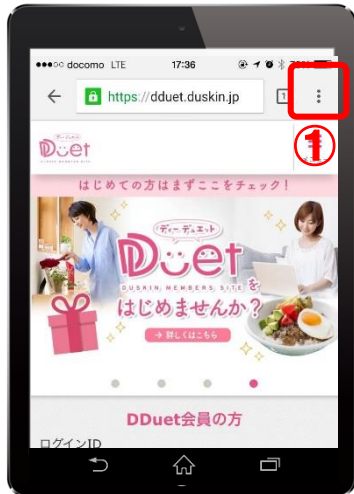 ●●●○○ docomo LTE 17:36
https://dduet.duskin.jp 1
①
ディーデュエット
DDuet
はじめての方はまずここをチェック!
ディーデュエット
DDuet
DUSKIN MEMBERS SITE を
はじめませんか?
→ 詳しくはこちら
DDuet会員の方
ログインID